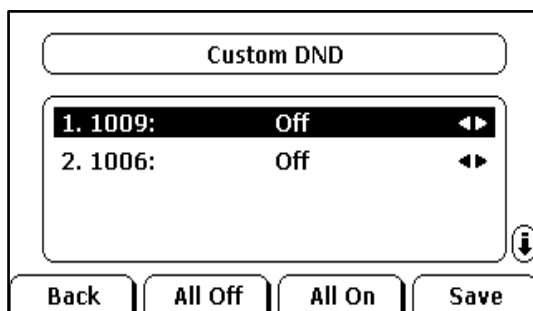 Custom DND
1. 1009: Off
2. 1006: Off
Back All Off All On Save